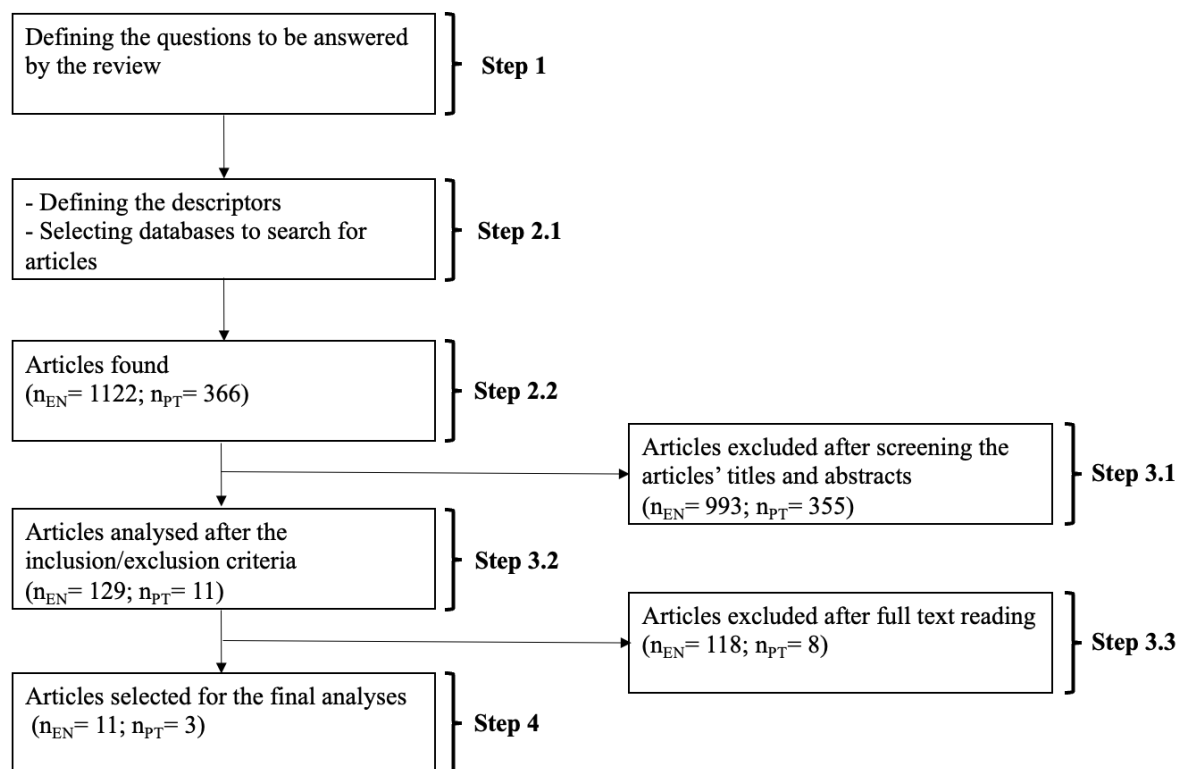 Defining the questions to be answered
by the review
Step 1
- Defining the descriptors
- Selecting databases to search for
articles
Step 2.1
Articles found
(nEN= 1122; nPT= 366)
Step 2.2
Articles excluded after screening the
articles’ titles and abstracts
(nEN= 993; nPT= 355)
Step 3.1
Articles analysed after the
inclusion/exclusion criteria
(nEN= 129; nPT= 11)
Step 3.2
Articles excluded after full text reading
(nEN= 118; nPT= 8)
Step 3.3
Articles selected for the final analyses
(nEN= 11; nPT= 3)
Step 4